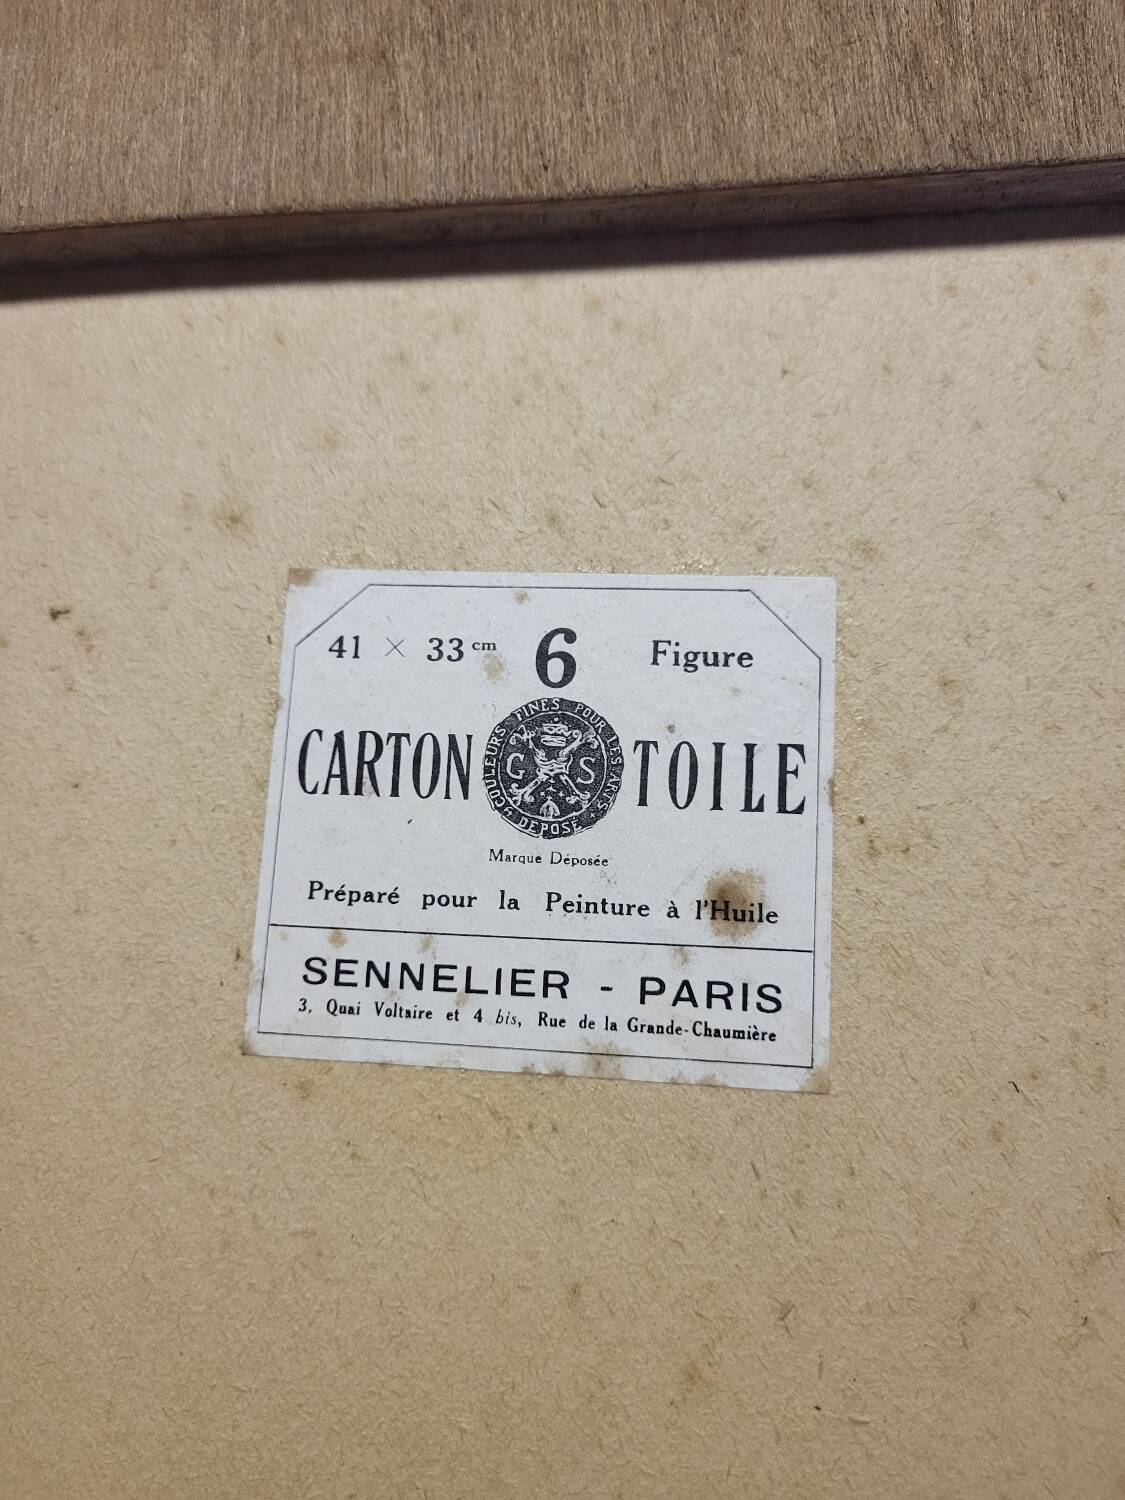 41 × 33 cm 6 Figure
CARTON TOILE
COULEURS FINES POUR LES ARTS
G S
DÉPOSÉ
Marque Déposée
Préparé pour la Peinture à l'Huile
SENNELIER - PARIS
3, Quai Voltaire et 4 bis, Rue de la Grande-Chaumière